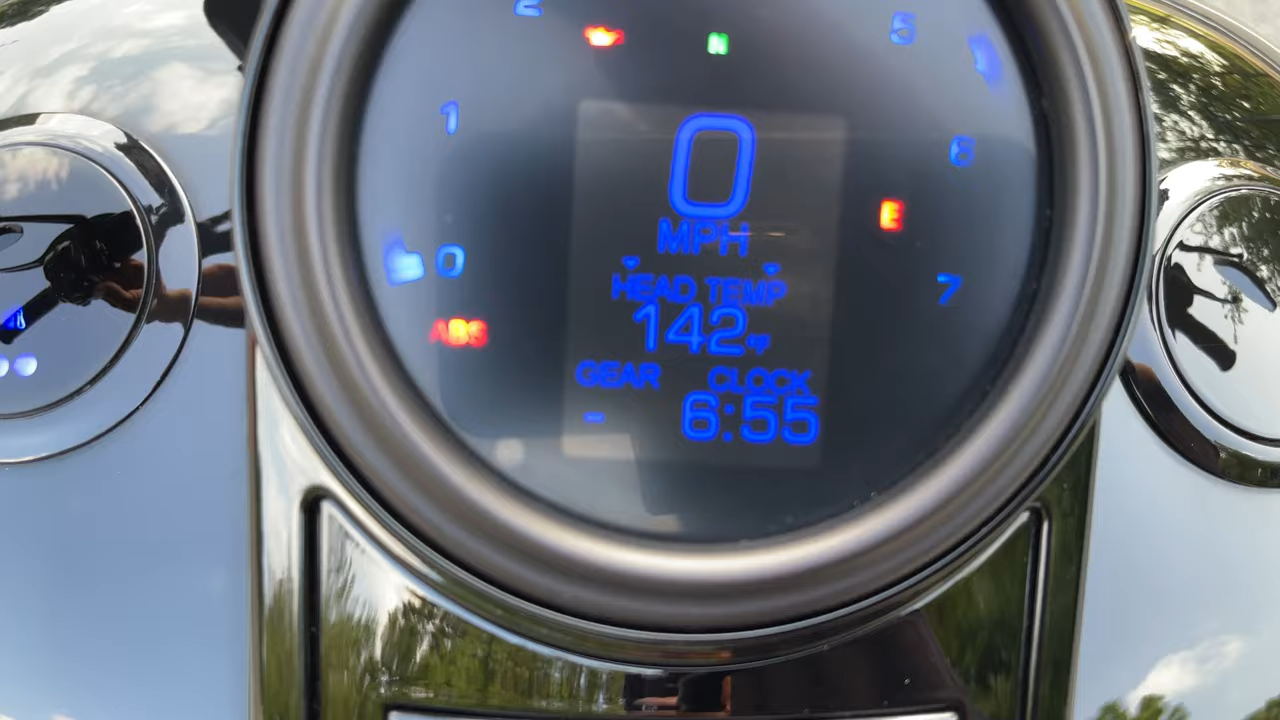 2
5
N
1
0
6
MPH
E
0
HEAD TEMP
7
142°F
ABS
GEAR CLOCK
- 6:55